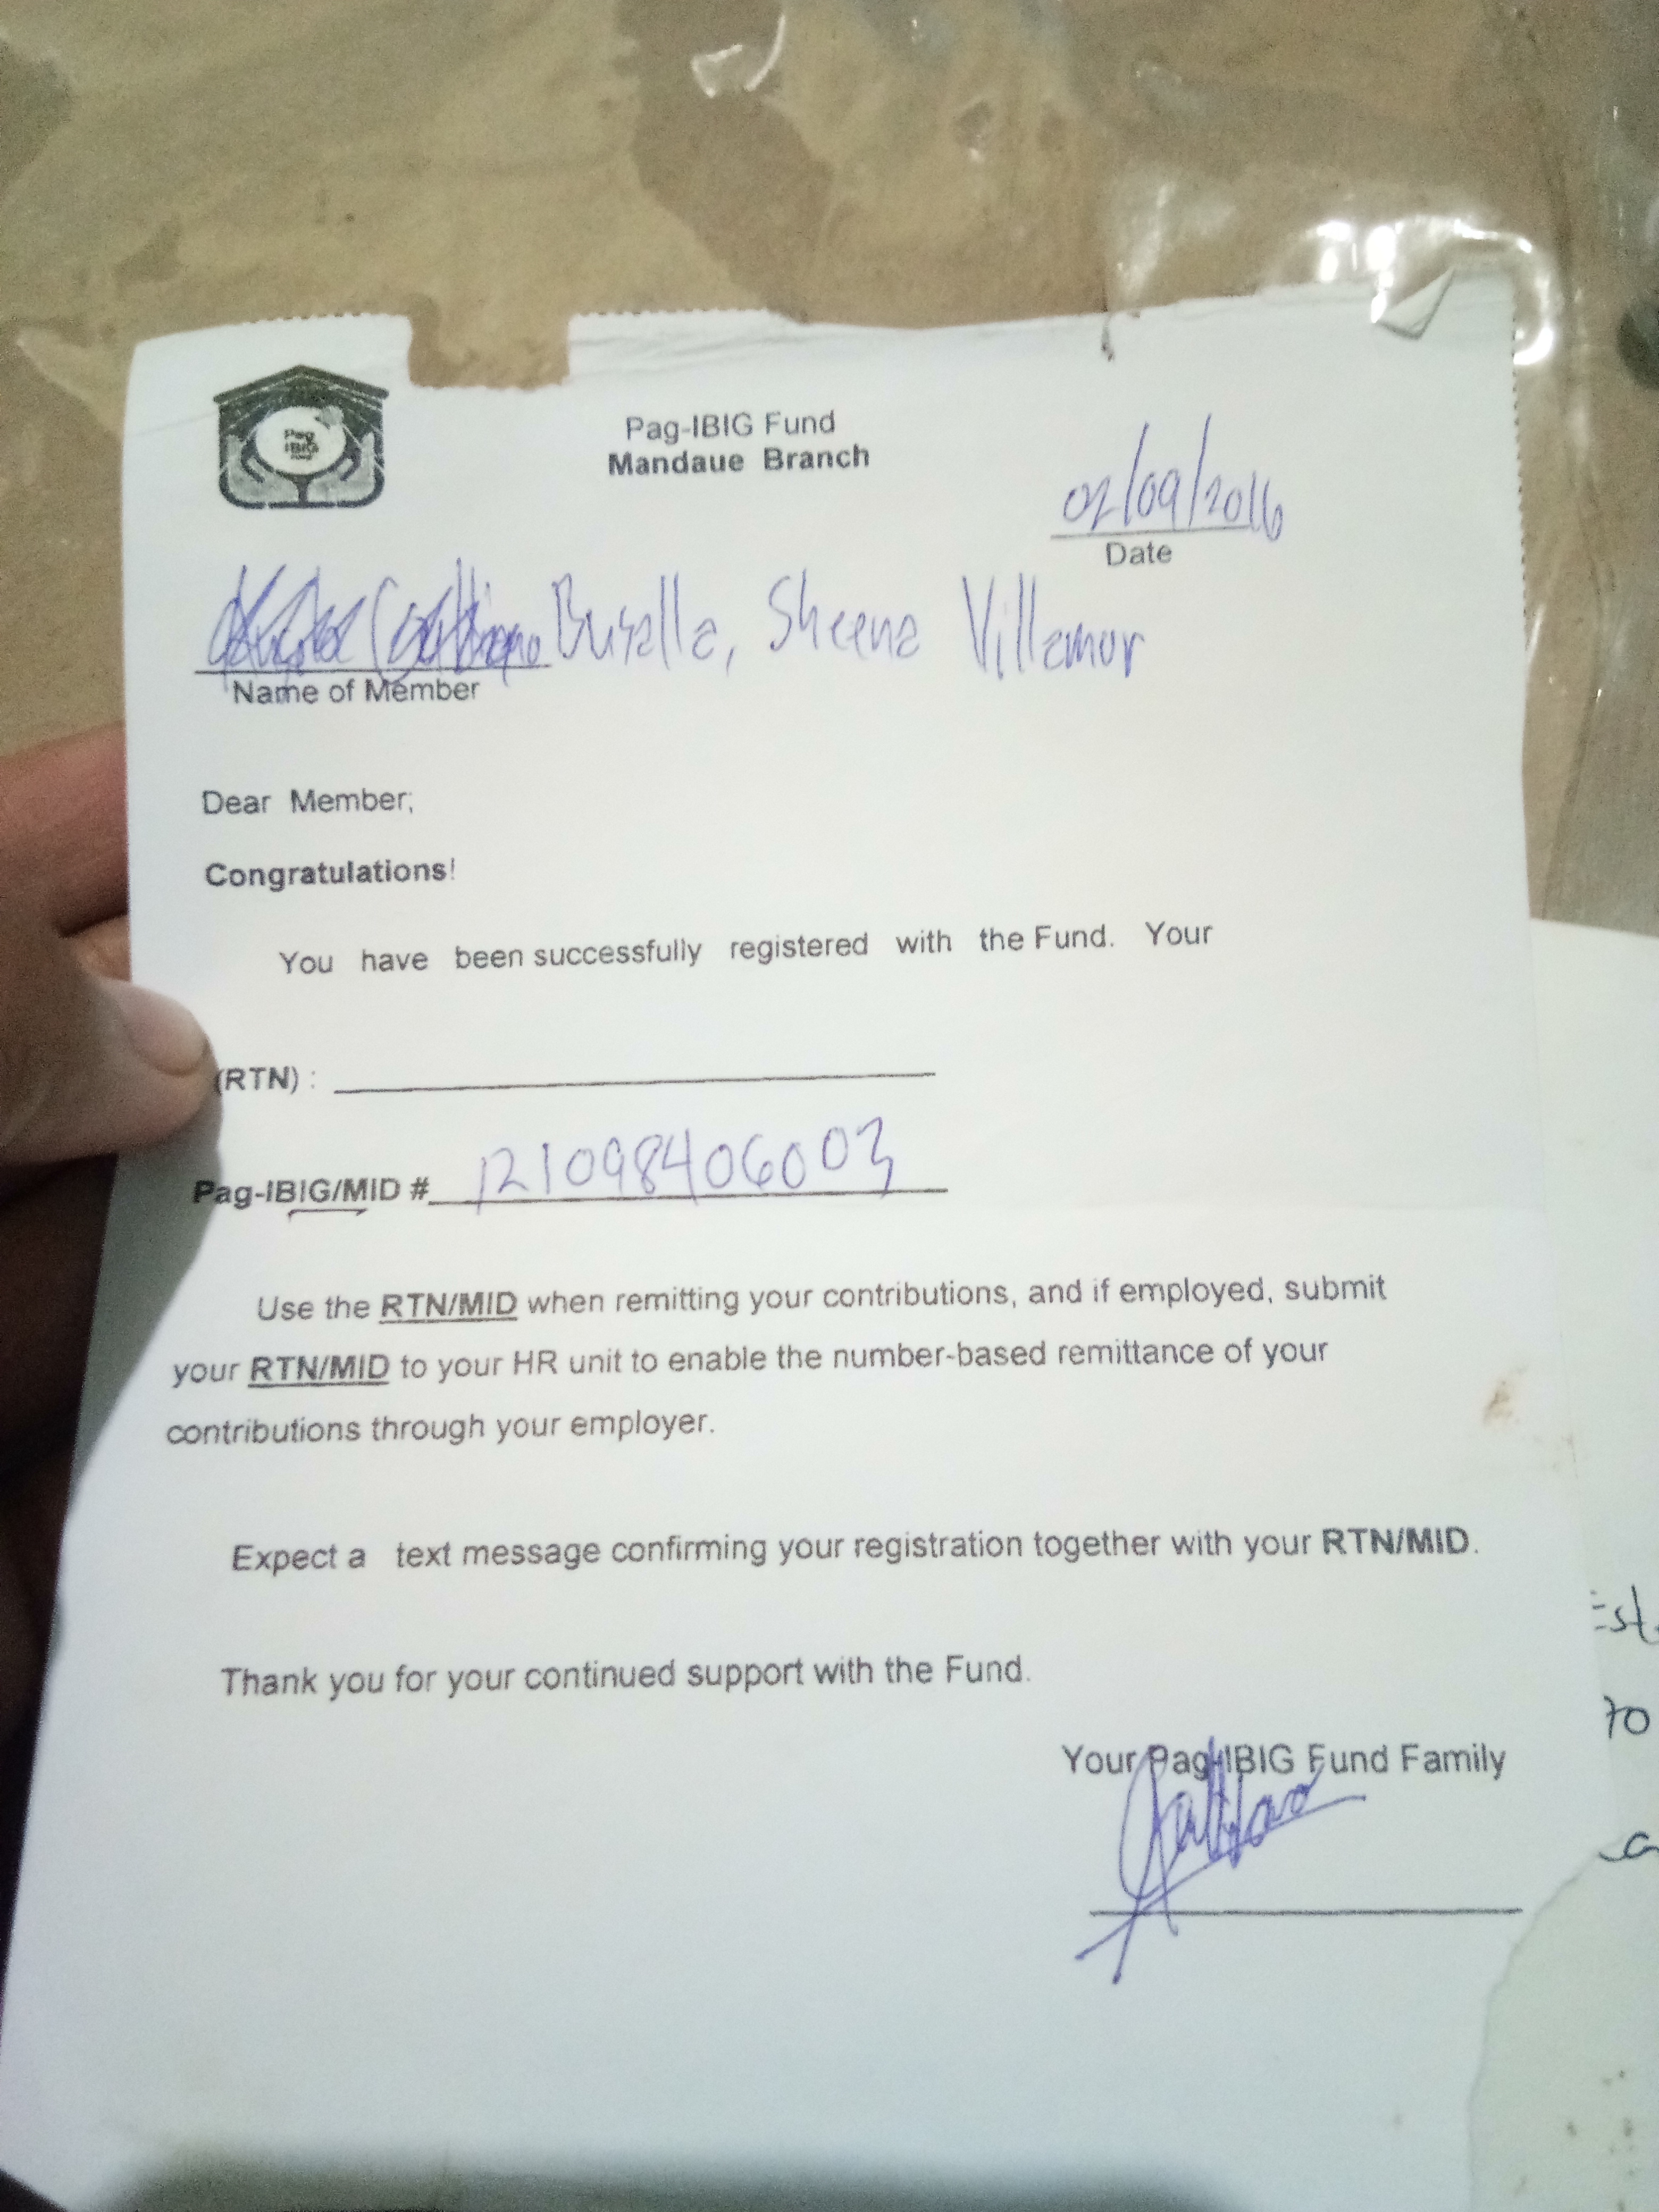 Pag
IBIG
Pag-IBIG Fund
Mandaue Branch
02/09/2016
Date
Busalla, Sheena Villamor
Name of Member
Dear Member;
Congratulations!
You have been successfully registered with the Fund. Your
(RTN) :
Pag-IBIG/MID # 121098406003
Use the RTN/MID when remitting your contributions, and if employed, submit
your RTN/MID to your HR unit to enable the number-based remittance of your
contributions through your employer.
Expect a text message confirming your registration together with your RTN/MID.
Thank you for your continued support with the Fund.
Your Pag-IBIG Fund Family